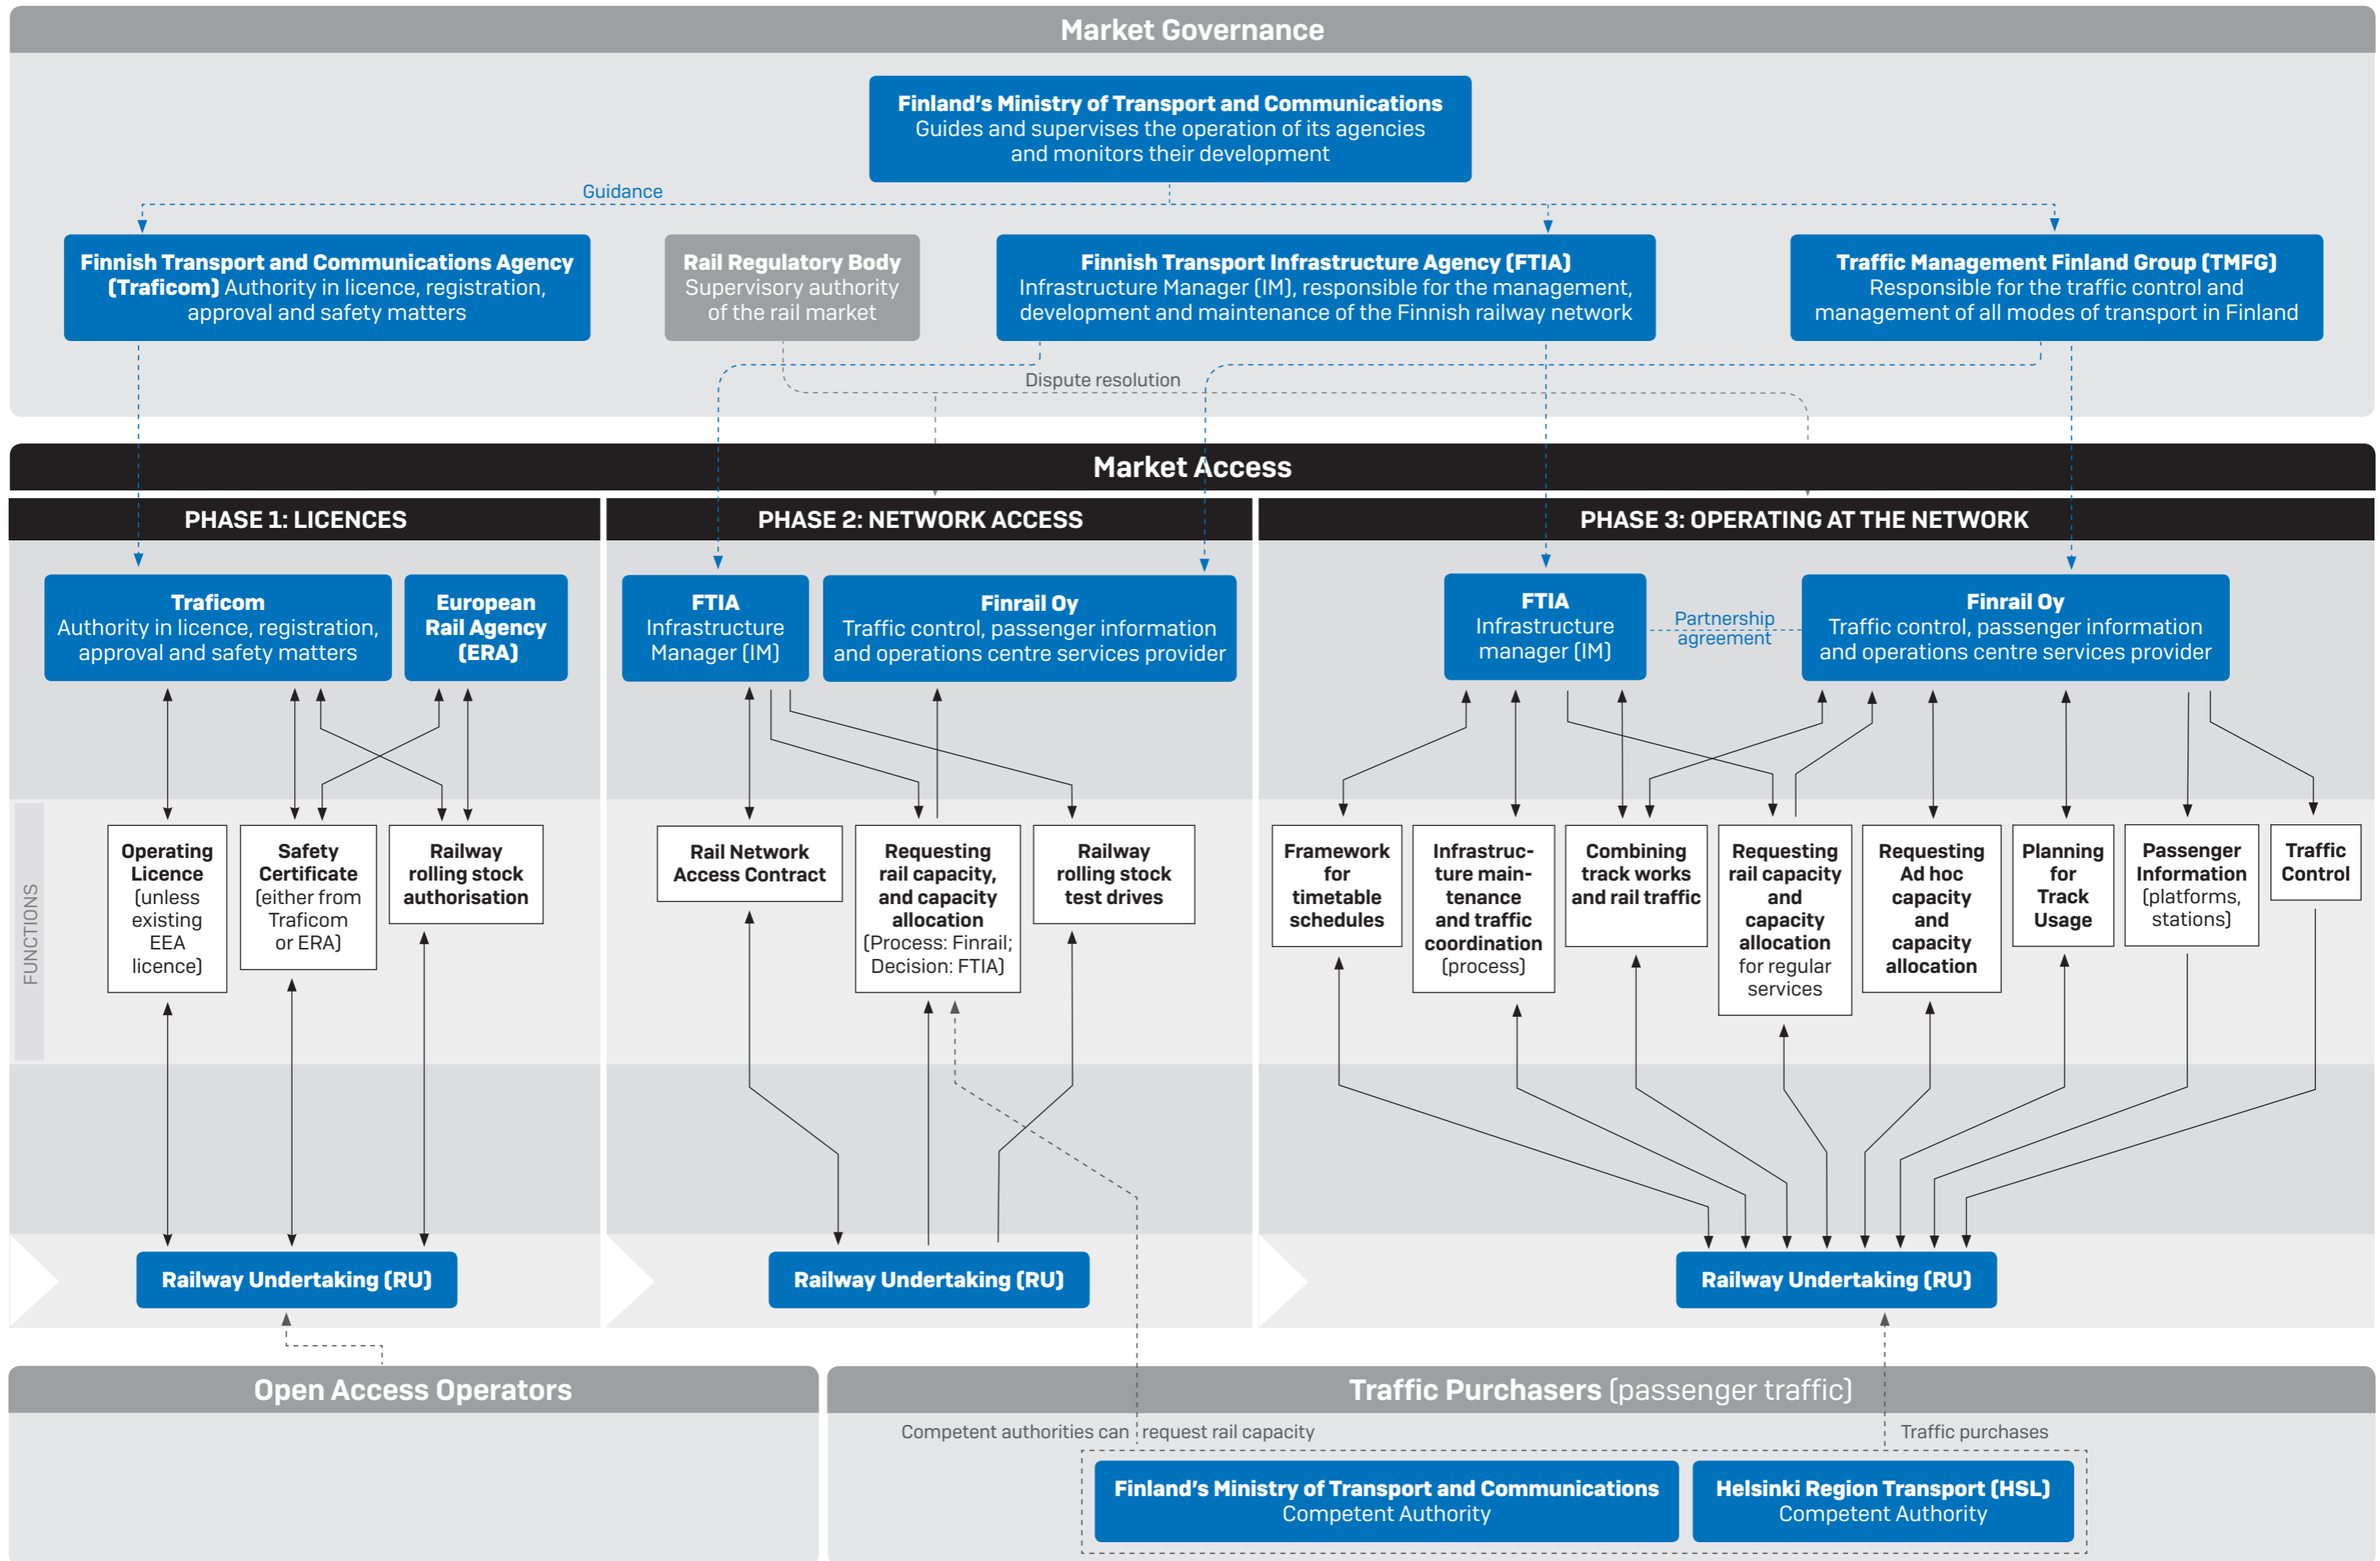 Market Governance
Finland's Ministry of Transport and Communications
Guides and supervises the operation of its agencies
and monitors their development
Guidance
Finnish Transport and Communications Agency
(Traficom) Authority in licence, registration,
approval and safety matters
Rail Regulatory Body
Supervisory authority
of the rail market
Finnish Transport Infrastructure Agency (FTIA)
Infrastructure Manager (IM), responsible for the management,
development and maintenance of the Finnish railway network
Traffic Management Finland Group (TMFG)
Responsible for the traffic control and
management of all modes of transport in Finland
Dispute resolution
Market Access
PHASE 1: LICENCES
PHASE 2: NETWORK ACCESS
PHASE 3: OPERATING AT THE NETWORK
Traficom
Authority in licence, registration,
approval and safety matters
European
Rail Agency
(ERA)
FTIA
Infrastructure
Manager (IM)
Finrail Oy
Traffic control, passenger information
and operations centre services provider
FTIA
Infrastructure
manager (IM)
Partnership
agreement
Finrail Oy
Traffic control, passenger information
and operations centre services provider
FUNCTIONS
Operating
Licence
(unless
existing
EEA
licence)
Safety
Certificate
(either from
Traficom
or ERA)
Railway
rolling stock
authorisation
Rail Network
Access Contract
Requesting
rail capacity,
and capacity
allocation
(Process: Finrail;
Decision: FTIA)
Railway
rolling stock
test drives
Framework
for
timetable
schedules
Infrastruc-
ture main-
tenance
and traffic
coordination
(process)
Combining
track works
and rail traffic
Requesting
rail capacity
and
capacity
allocation
for regular
services
Requesting
Ad hoc
capacity
and
capacity
allocation
Planning
for
Track
Usage
Passenger
Information
(platforms,
stations)
Traffic
Control
Railway Undertaking (RU)
Railway Undertaking (RU)
Railway Undertaking (RU)
Open Access Operators
Traffic Purchasers (passenger traffic)
Competent authorities can request rail capacity
Traffic purchases
Finland's Ministry of Transport and Communications
Competent Authority
Helsinki Region Transport (HSL)
Competent Authority